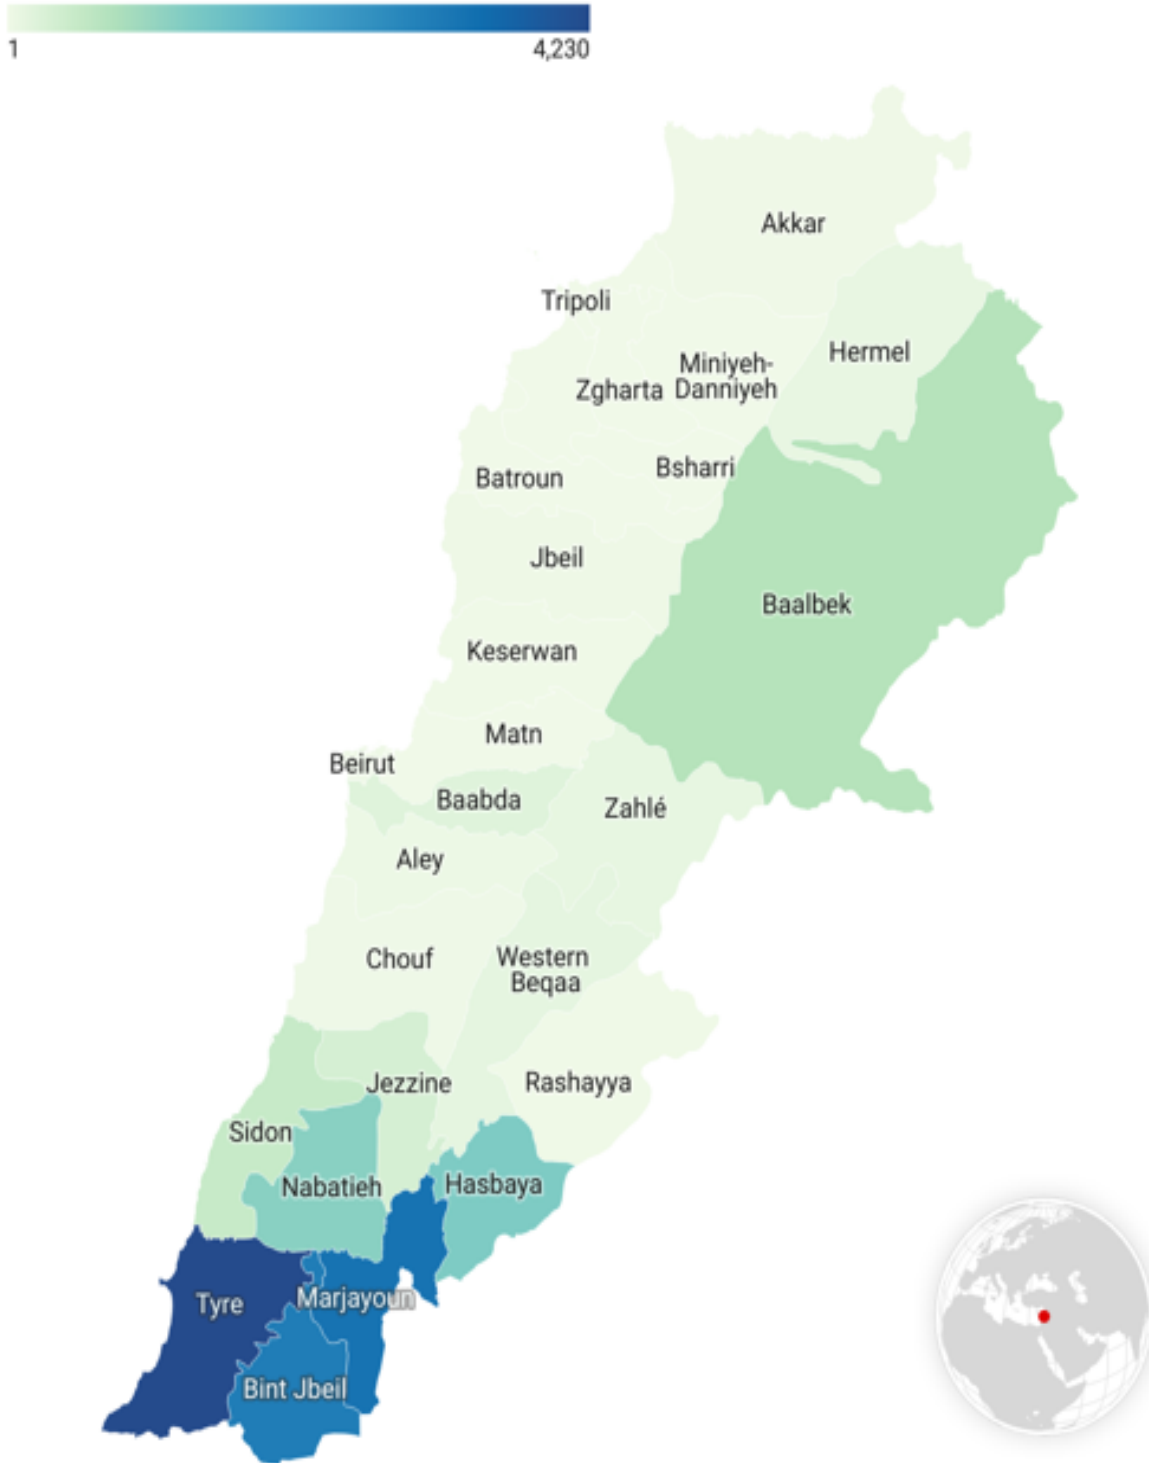 1 4,230
Akkar
Tripoli
Hermel
Miniyeh-
Danniyeh
Zgharta
Bsharri
Batroun
Jbeil
Baalbek
Keserwan
Matn
Beirut
Baabda
Zahlé
Aley
Chouf
Western
Beqaa
Jezzine
Rashayya
Sidon
Nabatieh
Hasbaya
Tyre
Marjayoun
Bint Jbeil